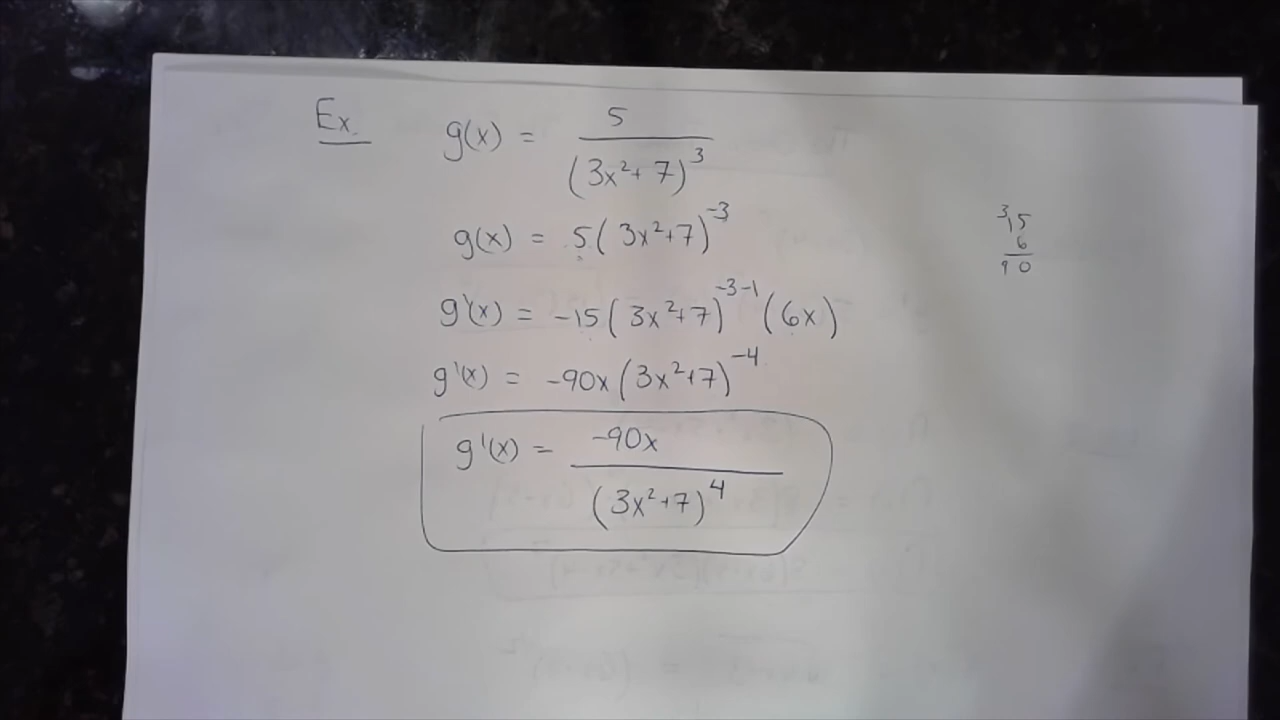 Ex. g(x) = 5 / (3x²+7)³
g(x) = 5(3x²+7)⁻³
g'(x) = -15(3x²+7)⁻³⁻¹(6x)
g'(x) = -90x(3x²+7)⁻⁴
g'(x) = -90x / (3x²+7)⁴
³15
6
90